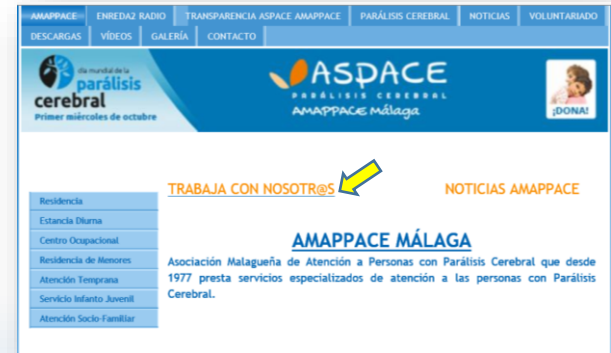 AMAPPACE ENREDA2 RADIO TRANSPARENCIA ASPACE AMAPPACE PARÁLISIS CEREBRAL NOTICIAS VOLUNTARIADO
DESCARGAS VÍDEOS GALERÍA CONTACTO
día mundial de la
parálisis
cerebral
Primer miércoles de octubre
ASPACE
PARÁLISIS CEREBRAL
AMAPPACE Málaga
¡DONA!
TRABAJA CON NOSOTR@S
NOTICIAS AMAPPACE
Residencia
Estancia Diurna
Centro Ocupacional
Residencia de Menores
Atención Temprana
Servicio Infanto Juvenil
Atención Socio-Familiar
AMAPPACE MÁLAGA
Asociación Malagueña de Atención a Personas con Parálisis Cerebral que desde
1977 presta servicios especializados de atención a las personas con Parálisis
Cerebral.